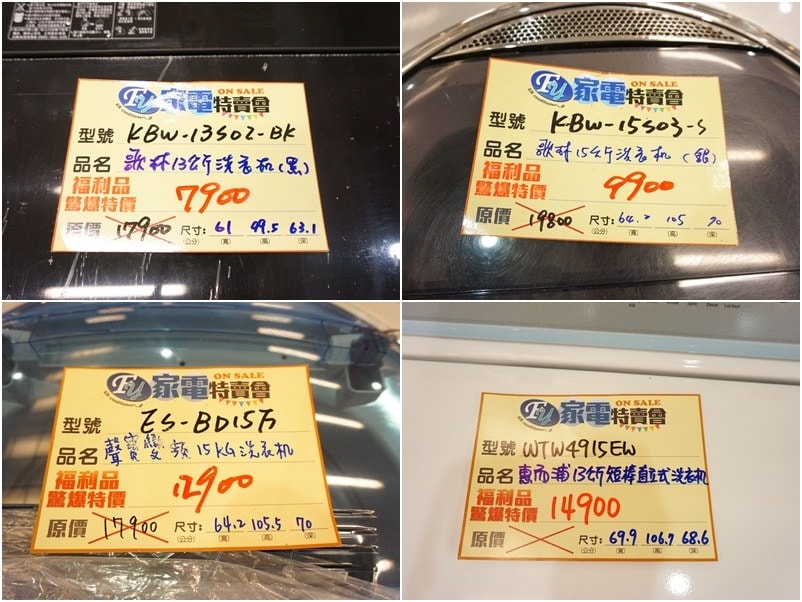 Fy 家電 ON SALE 特賣會
型號 KBW-13S02-BK
品名 歌林13公斤洗衣机(黑)
福利品
驚爆特價 7900
原價 17900 尺寸: 61 99.5 63.1
(公分) (寬) (高) (深)
Fy 家電 ON SALE 特賣會
型號 KBW-15S03-S
品名 歌林15公斤洗衣机(銀)
福利品
驚爆特價 9900
原價 19800 尺寸: 64.2 105 70
(公分) (寬) (高) (深)
Fy 家電 ON SALE 特賣會
型號 ES-BD15F
品名 聲寶變頻15KG洗衣机
福利品
驚爆特價 12900
原價 17900 尺寸: 64.2 105.5 70
(公分) (寬) (高) (深)
Fy 家電 ON SALE 特賣會
型號 WTW4915EW
品名 惠而浦13公斤短棒直立式洗衣机
福利品
驚爆特價 14900
原價 尺寸: 69.9 106.7 68.6
(公分) (寬) (高) (深)